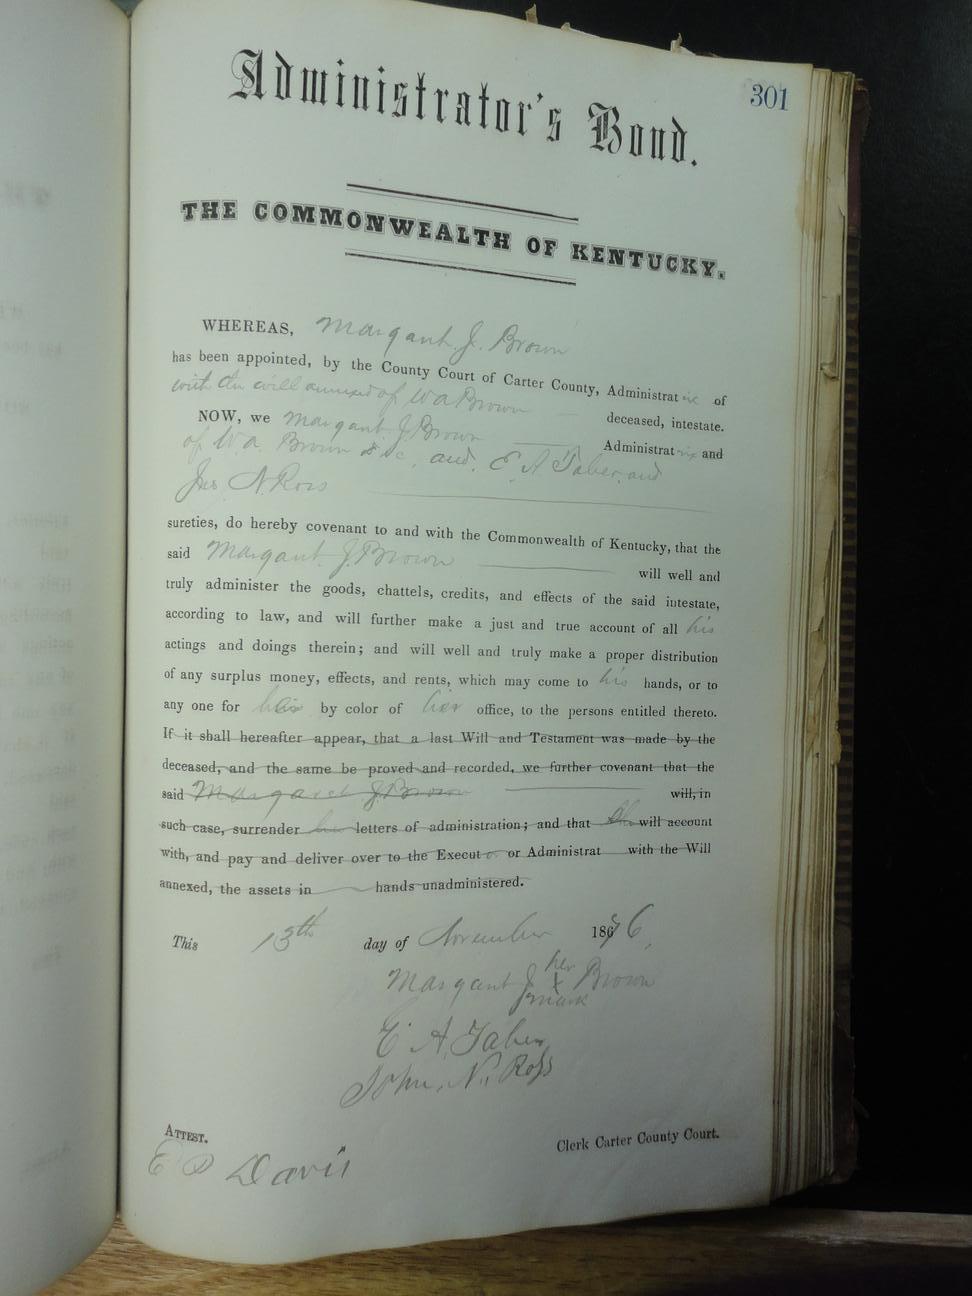 301
Administrator's Bond.
THE COMMONWEALTH OF KENTUCKY.
WHEREAS, Margaret J. Brown
has been appointed, by the County Court of Carter County, Administratrix of
with the will annexed of W A Brown deceased, intestate.
NOW, we Margaret J. Brown Administratrix and
of W. A. Brown dec, and E A Taber, and
Jno N. Ross
sureties, do hereby covenant to and with the Commonwealth of Kentucky, that the
said Margaret J. Brown will well and
truly administer the goods, chattels, credits, and effects of the said intestate,
according to law, and will further make a just and true account of all his
actings and doings therein; and will well and truly make a proper distribution
of any surplus money, effects, and rents, which may come to his hands, or to
any one for by color of her office, to the persons entitled thereto.
If it shall hereafter appear, that a last Will and Testament was made by the
deceased, and the same be proved and recorded, we further covenant that the
said Margaret J Brown will, in
such case, surrender letters of administration; and that will account
with, and pay and deliver over to the Executor or Administrat with the Will
annexed, the assets in hands unadministered.
This 13th day of November 1876
Margaret J. her X mark Brown
E. A. Taber
John. N. Ross
ATTEST.
Clerk Carter County Court.
E D Davis